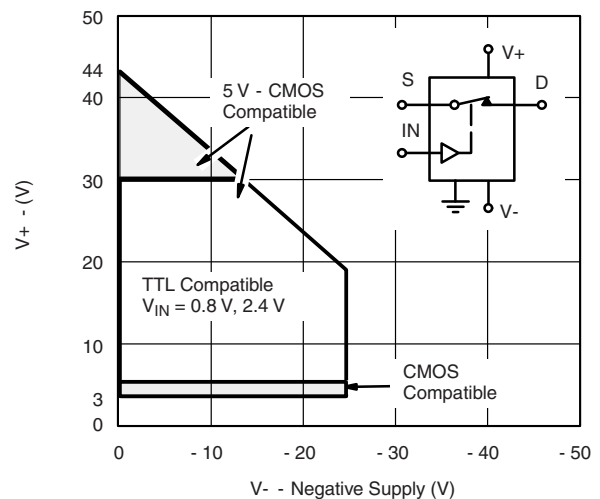 50
44
40
30
20
10
3
0
V+ - (V)
5 V - CMOS
Compatible
TTL Compatible
VIN = 0.8 V, 2.4 V
CMOS
Compatible
V+
S
D
IN
V-
0
- 10
- 20
- 30
- 40
- 50
V- - Negative Supply (V)